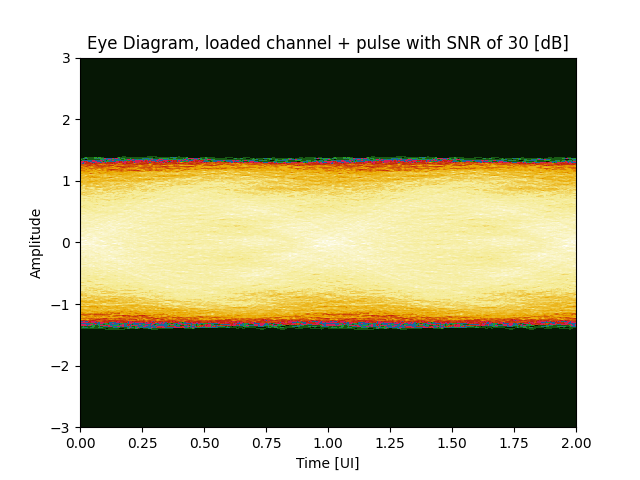 Eye Diagram, loaded channel + pulse with SNR of 30 [dB]
3
2
1
0
−1
−2
−3
Amplitude
0.00 0.25 0.50 0.75 1.00 1.25 1.50 1.75 2.00
Time [UI]